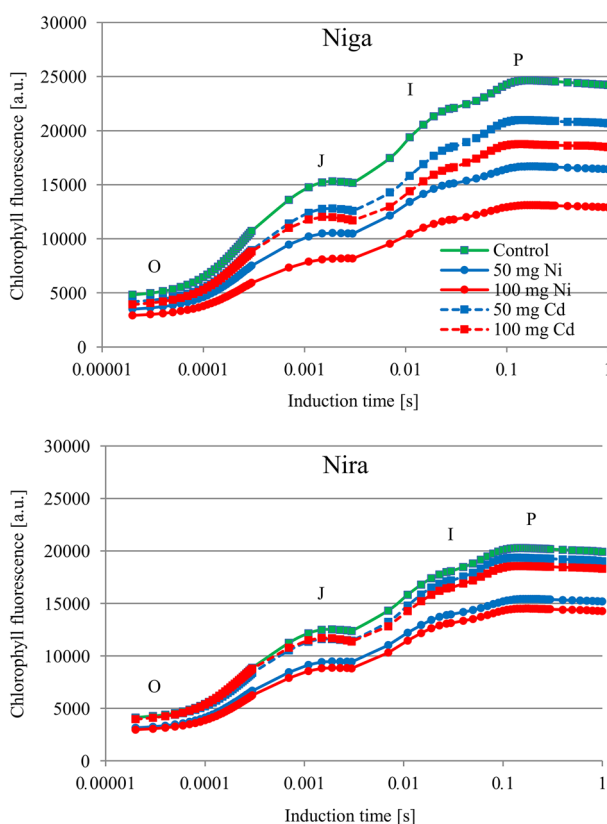 Niga
30000
25000
20000
15000
10000
5000
0
Chlorophyll fluorescence [a.u.]
O
J
I
P
Control
50 mg Ni
100 mg Ni
50 mg Cd
100 mg Cd
0.00001 0.0001 0.001 0.01 0.1 1
Induction time [s]
Nira
30000
25000
20000
15000
10000
5000
0
Chlorophyll fluorescence [a.u.]
O
J
I
P
0.00001 0.0001 0.001 0.01 0.1 1
Induction time [s]